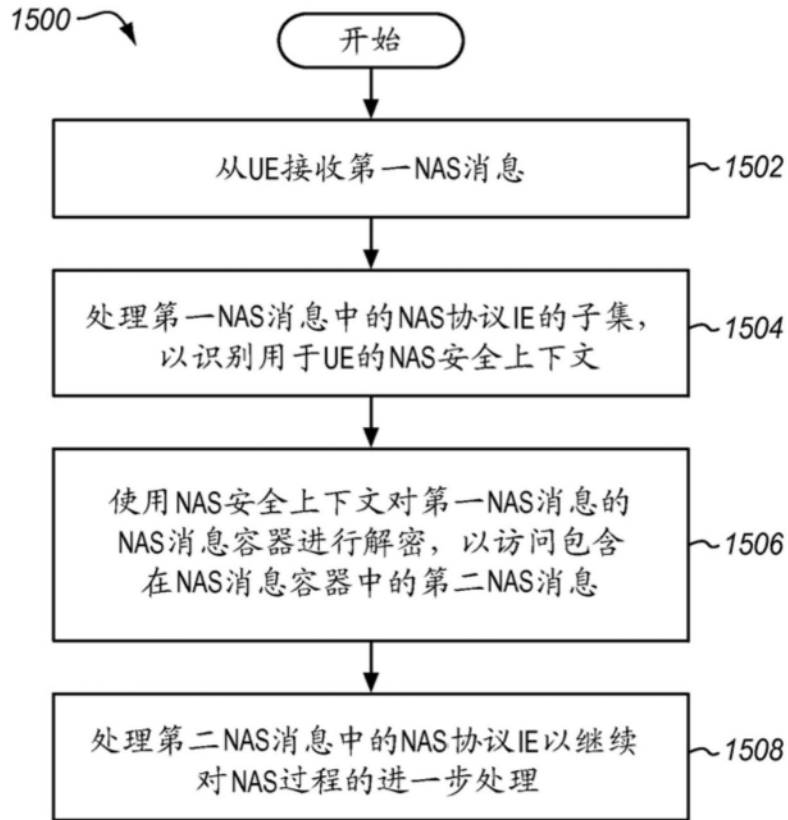 1500
开始
从UE接收第一NAS消息
1502
处理第一NAS消息中的NAS协议IE的子集，
以识别用于UE的NAS安全上下文
1504
使用NAS安全上下文对第一NAS消息的
NAS消息容器进行解密，以访问包含
在NAS消息容器中的第二NAS消息
1506
处理第二NAS消息中的NAS协议IE以继续
对NAS过程的进一步处理
1508